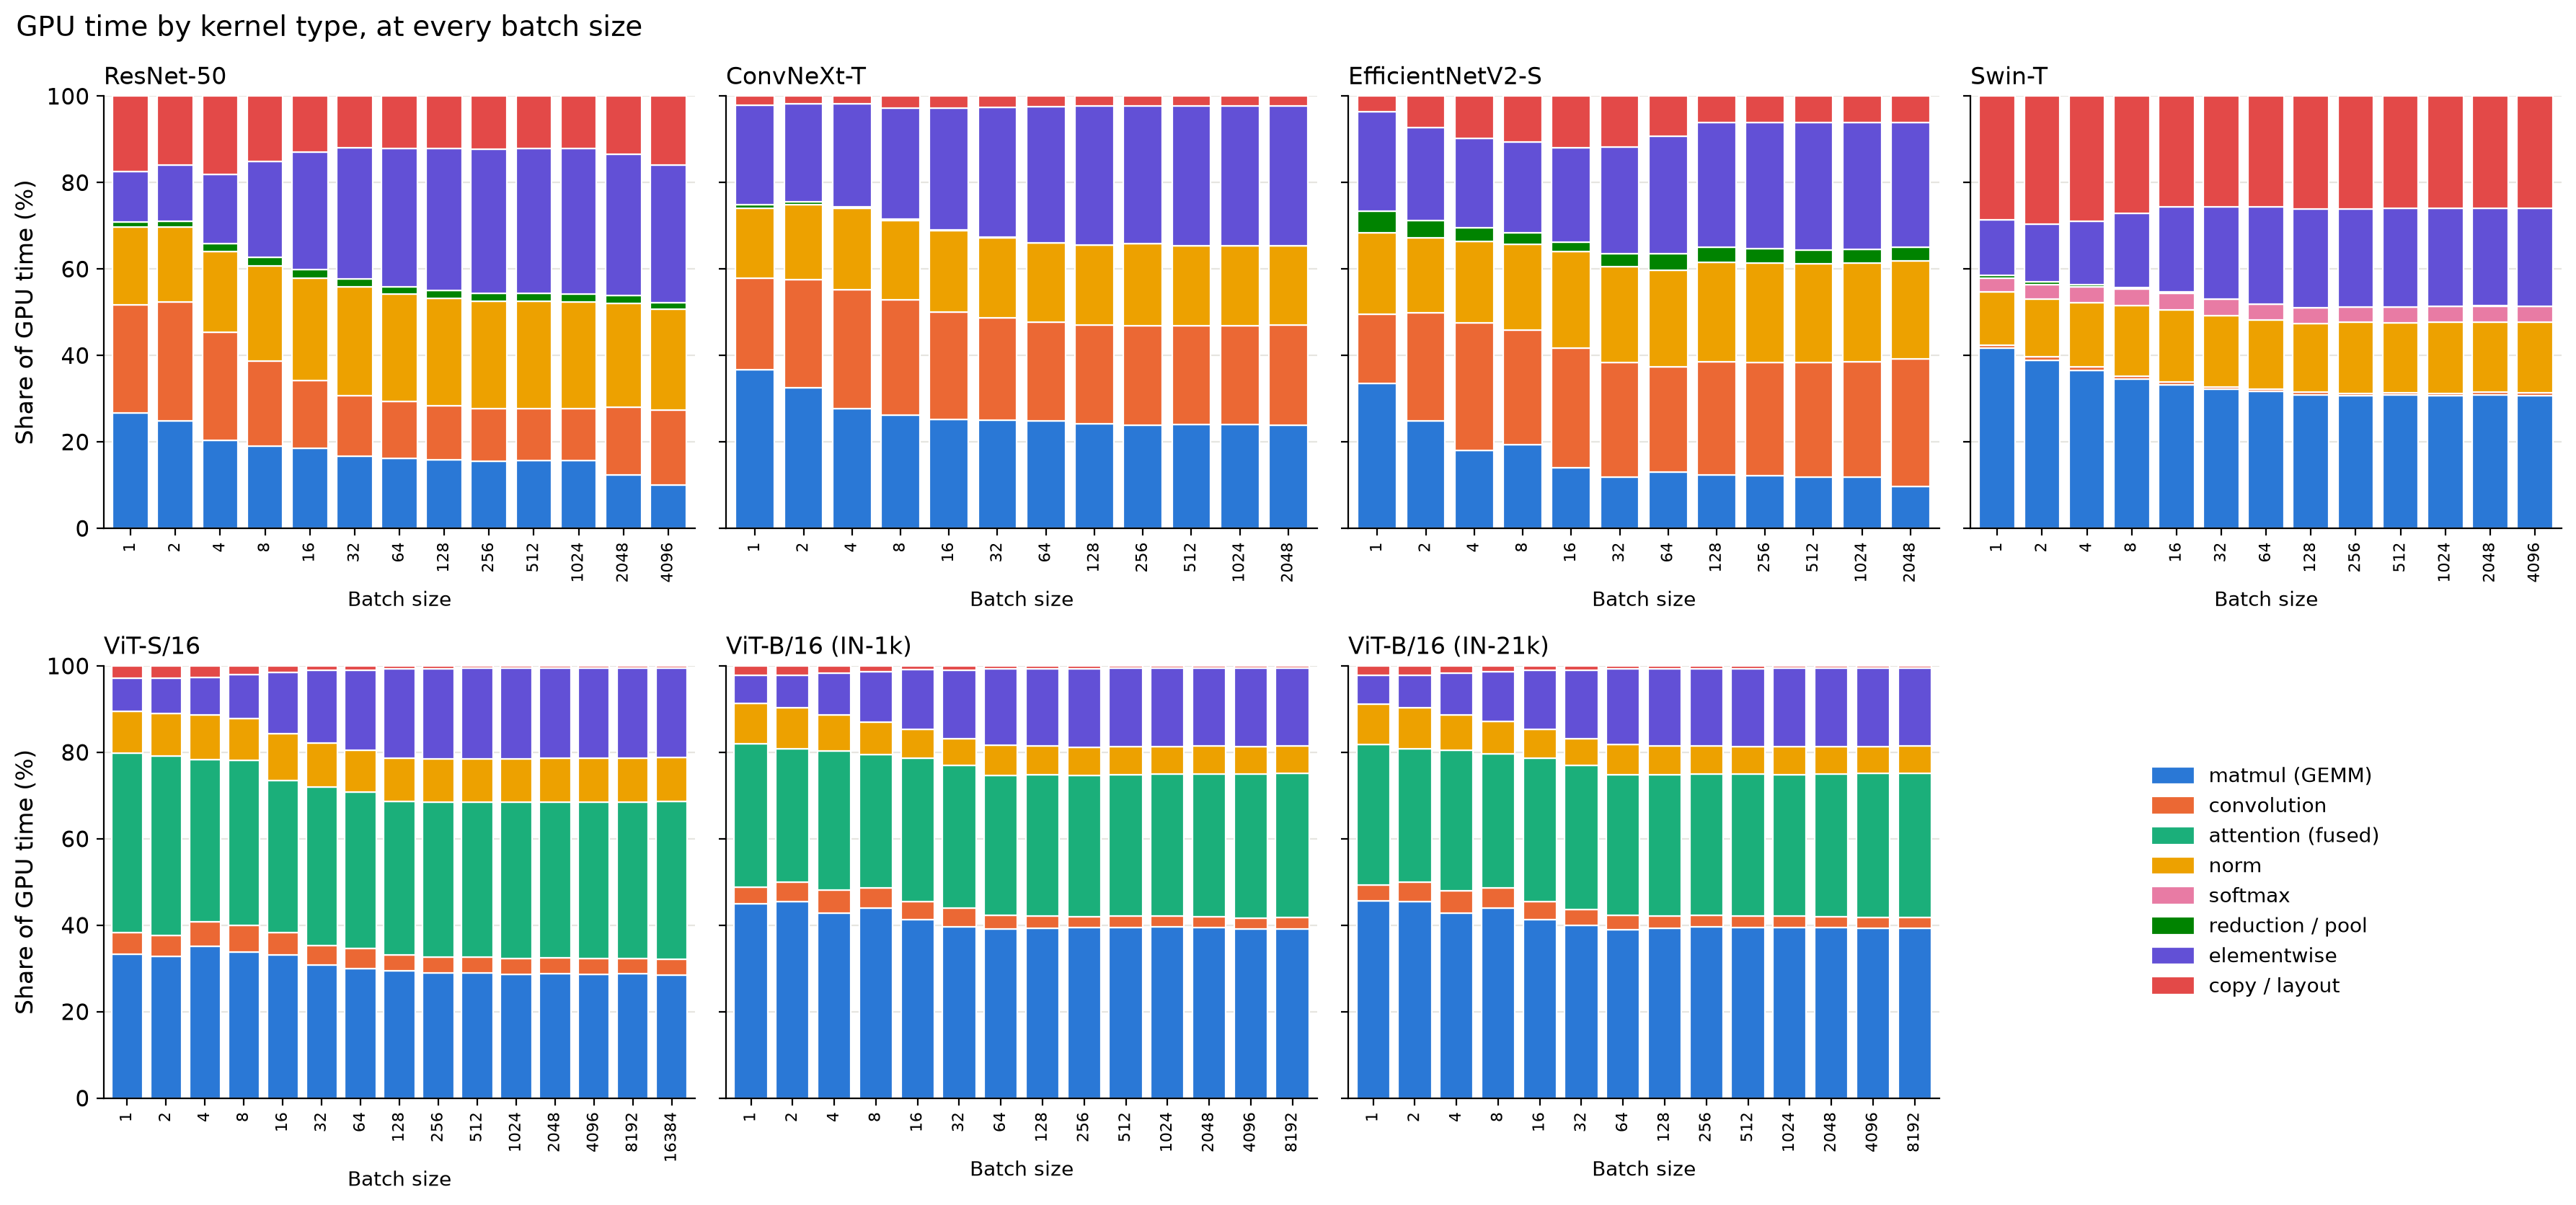 GPU time by kernel type, at every batch size
ResNet-50
ConvNeXt-T
EfficientNetV2-S
Swin-T
Share of GPU time (%)
100
80
60
40
20
0
1 2 4 8 16 32 64 128 256 512 1024 2048 4096
1 2 4 8 16 32 64 128 256 512 1024 2048
1 2 4 8 16 32 64 128 256 512 1024 2048
1 2 4 8 16 32 64 128 256 512 1024 2048 4096
Batch size
Batch size
Batch size
Batch size
ViT-S/16
ViT-B/16 (IN-1k)
ViT-B/16 (IN-21k)
Share of GPU time (%)
100
80
60
40
20
0
1 2 4 8 16 32 64 128 256 512 1024 2048 4096 8192 16384
1 2 4 8 16 32 64 128 256 512 1024 2048 4096 8192
1 2 4 8 16 32 64 128 256 512 1024 2048 4096 8192
Batch size
Batch size
Batch size
matmul (GEMM)
convolution
attention (fused)
norm
softmax
reduction / pool
elementwise
copy / layout